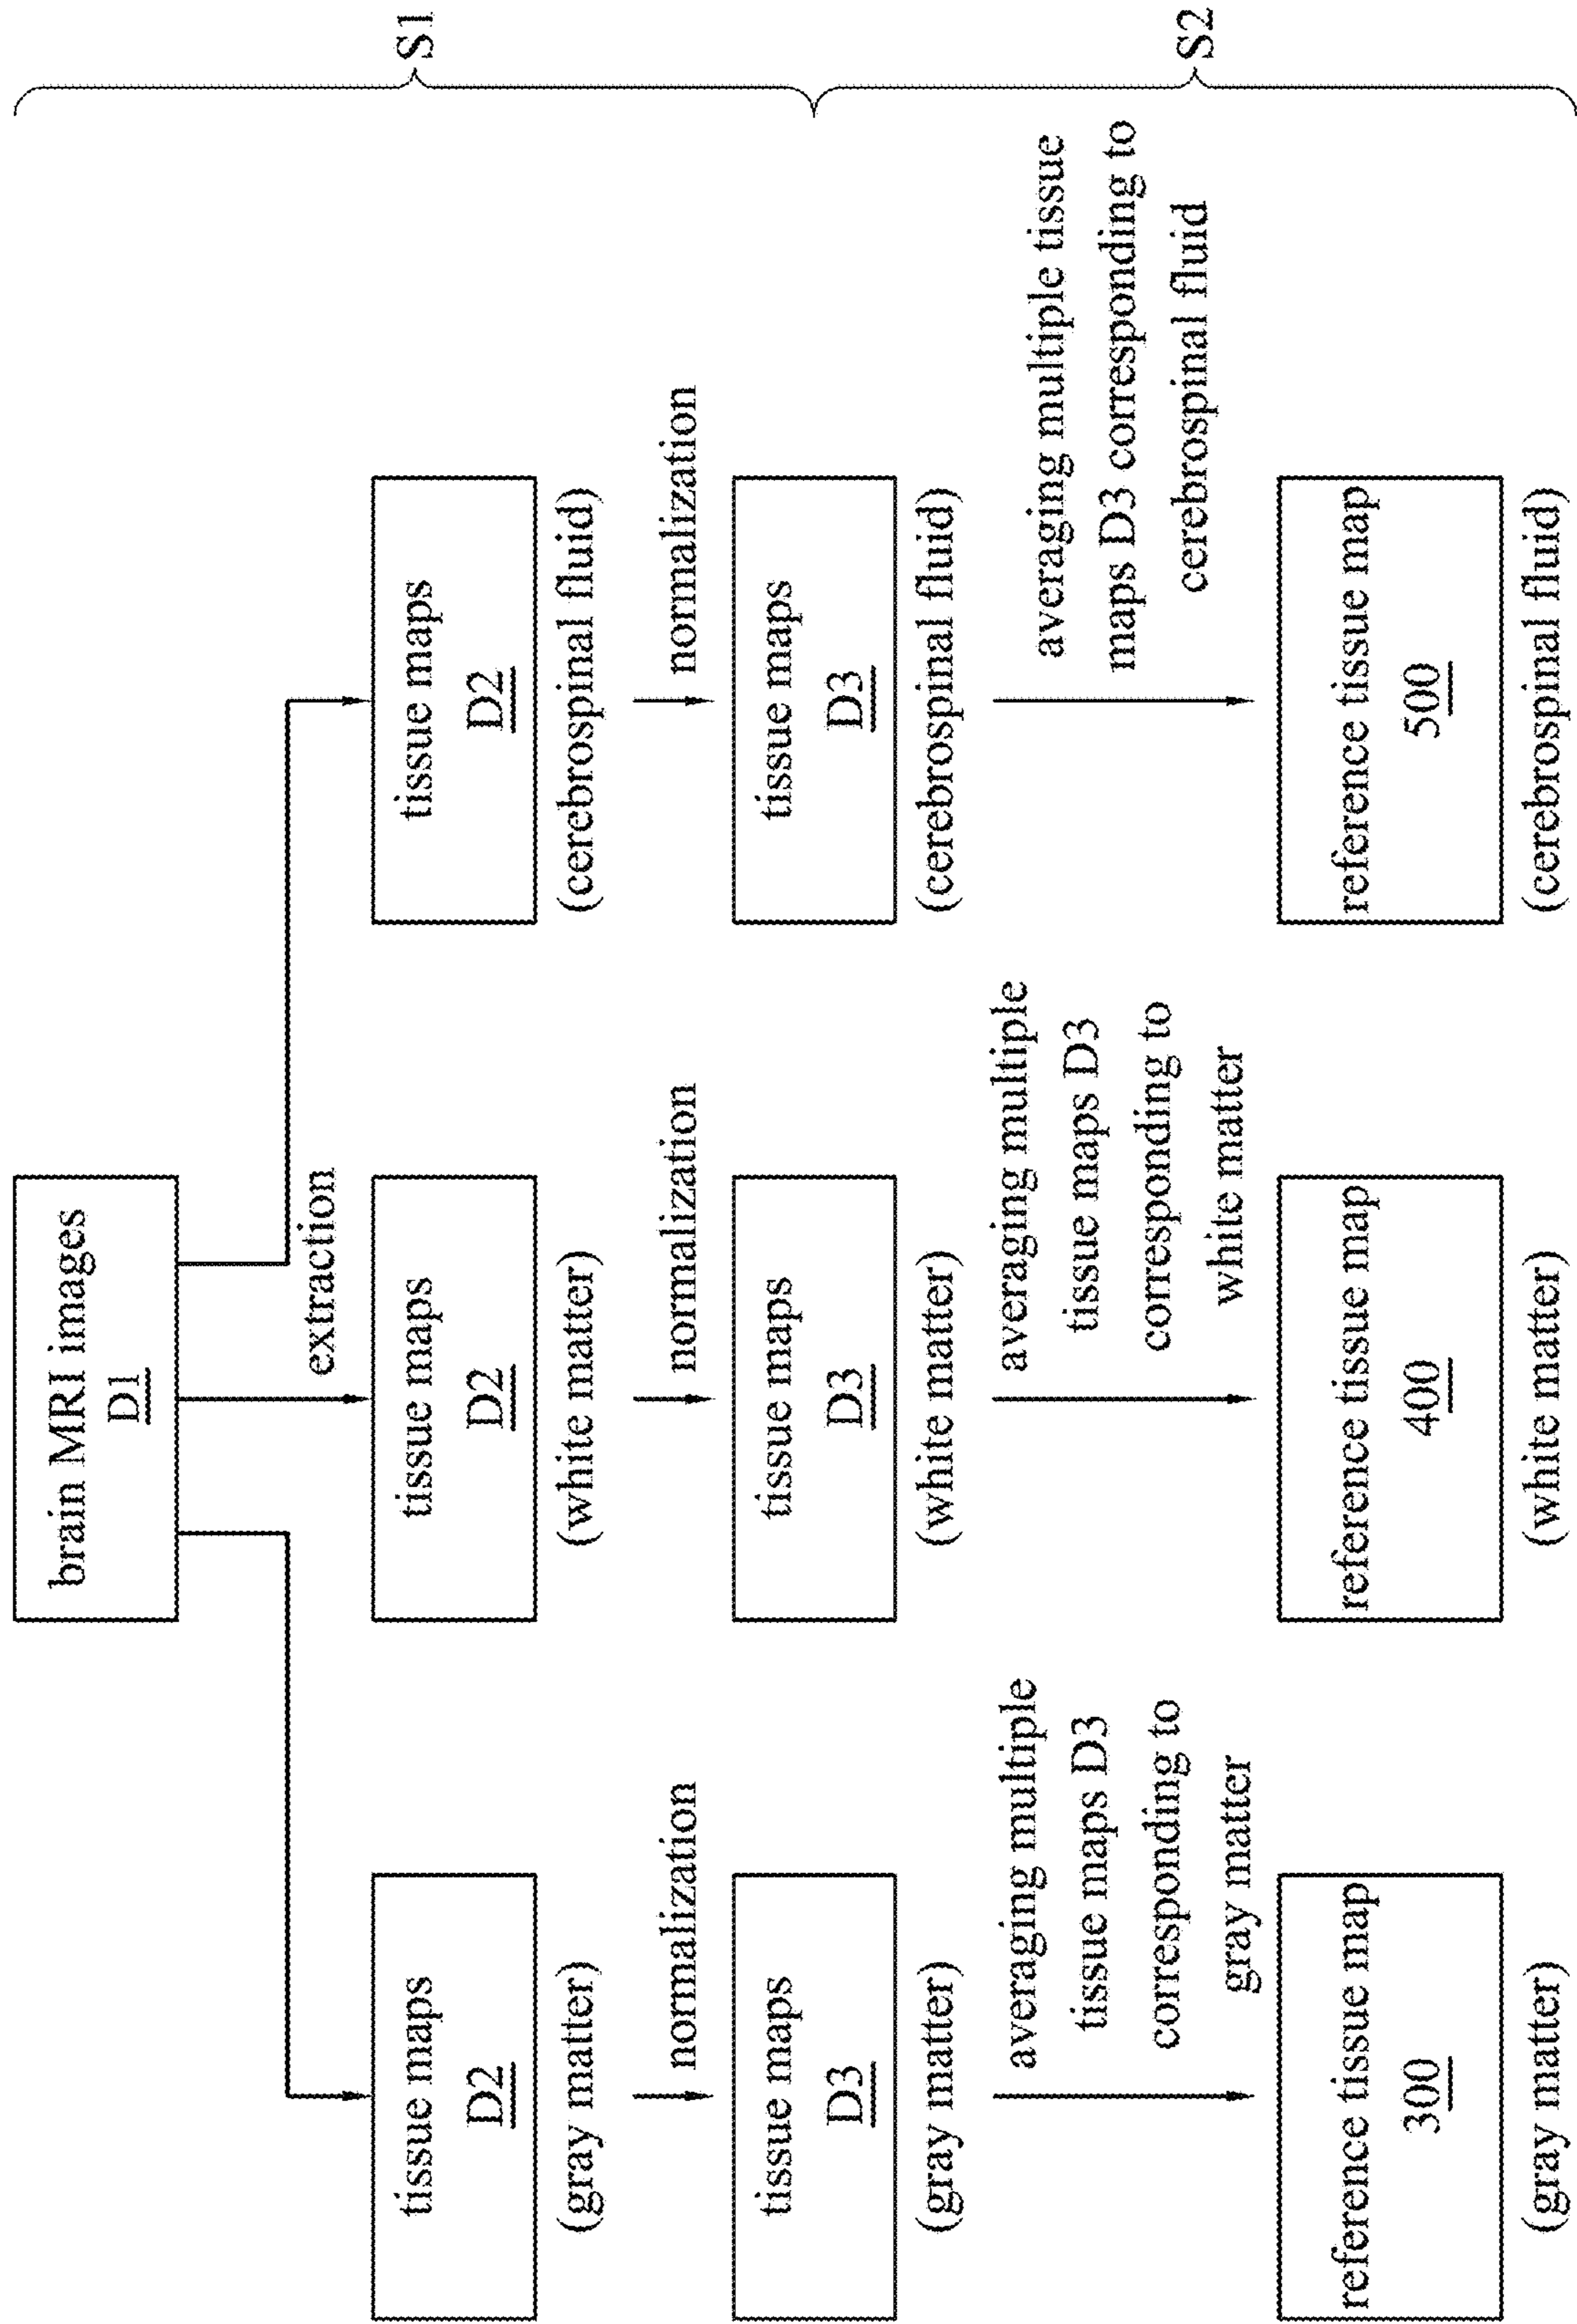 brain MRI images
D1
extraction
S1
tissue maps
D2
(gray matter)
tissue maps
D2
(white matter)
tissue maps
D2
(cerebrospinal fluid)
normalization
normalization
normalization
tissue maps
D3
(gray matter)
tissue maps
D3
(white matter)
tissue maps
D3
(cerebrospinal fluid)
averaging multiple
tissue maps D3
corresponding to
gray matter
averaging multiple
tissue maps D3
corresponding to
white matter
averaging multiple tissue
maps D3 corresponding to
cerebrospinal fluid
S2
reference tissue map
300
(gray matter)
reference tissue map
400
(white matter)
reference tissue map
500
(cerebrospinal fluid)